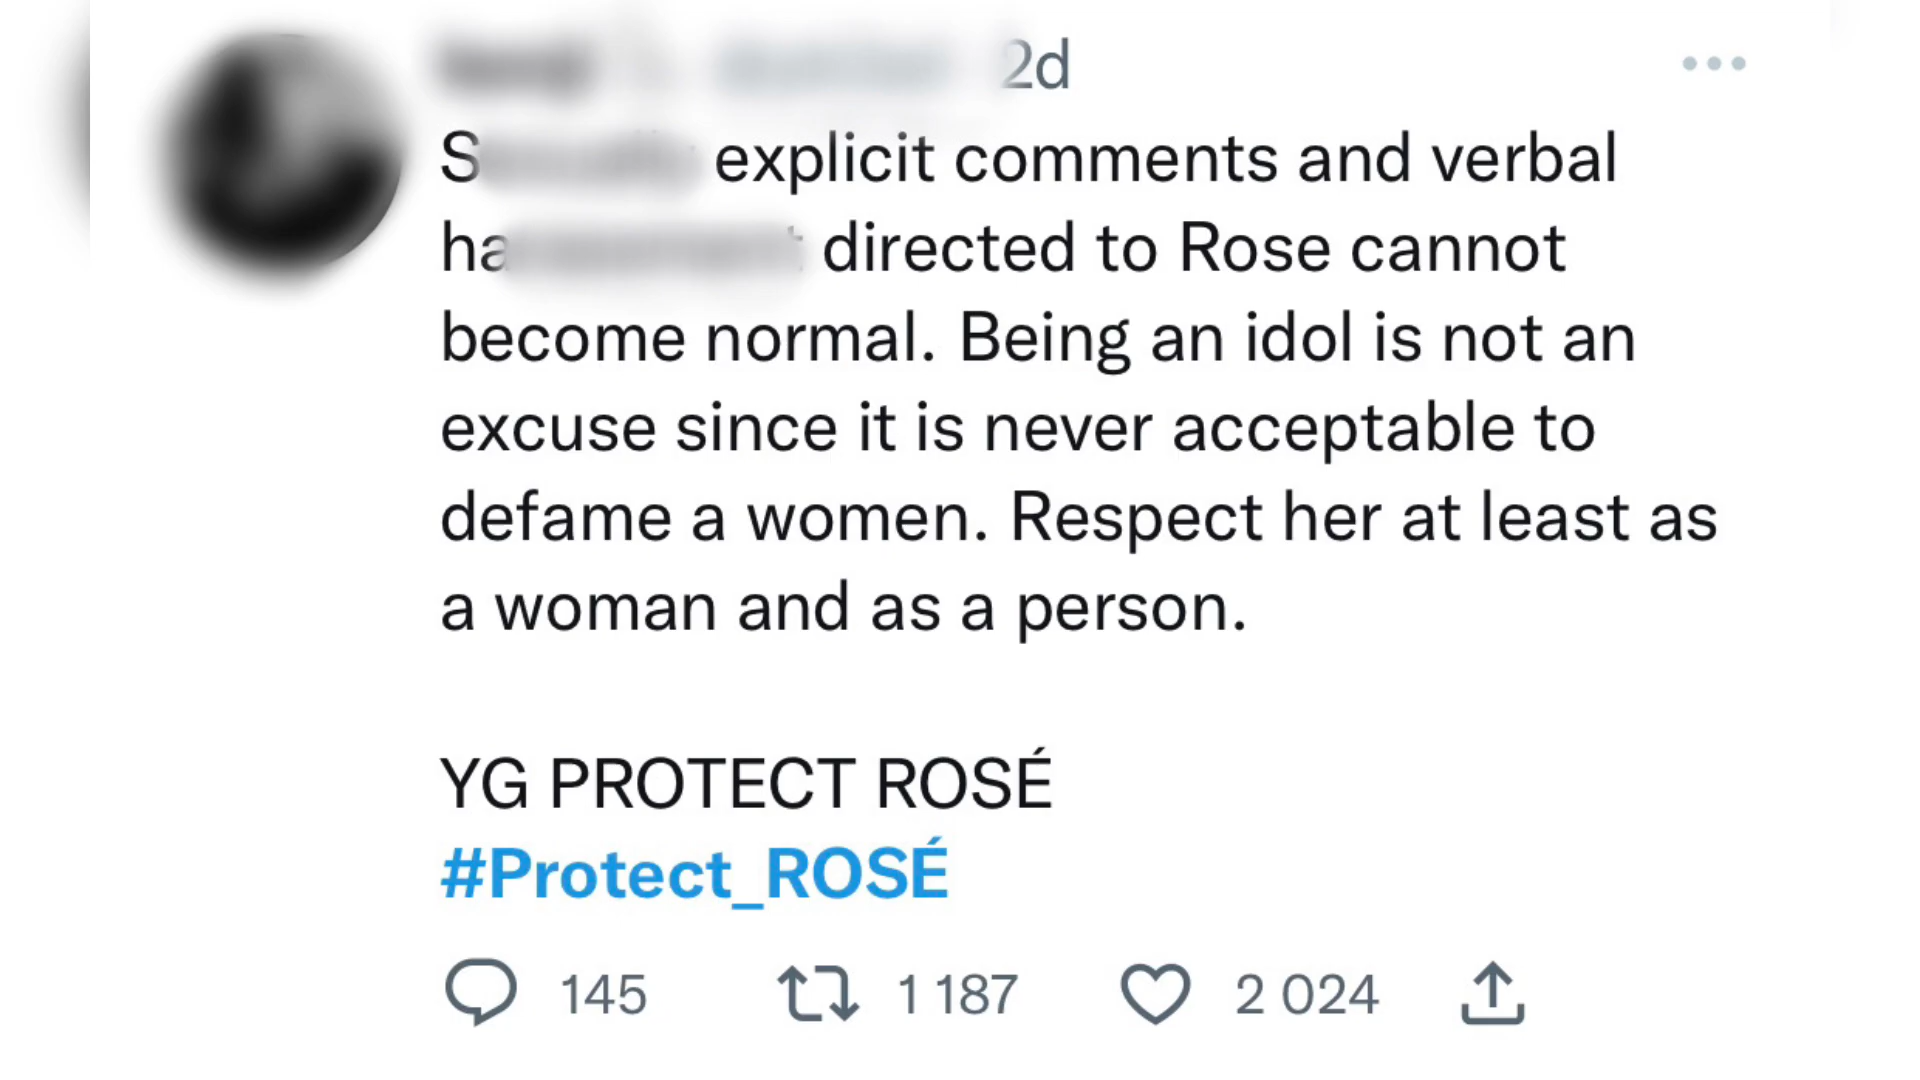 2d
explicit comments and verbal
directed to Rose cannot
become normal. Being an idol is not an
excuse since it is never acceptable to
defame a women. Respect her at least as
a woman and as a person.
YG PROTECT ROSÉ
#Protect_ROSÉ
145 1 187 2 024